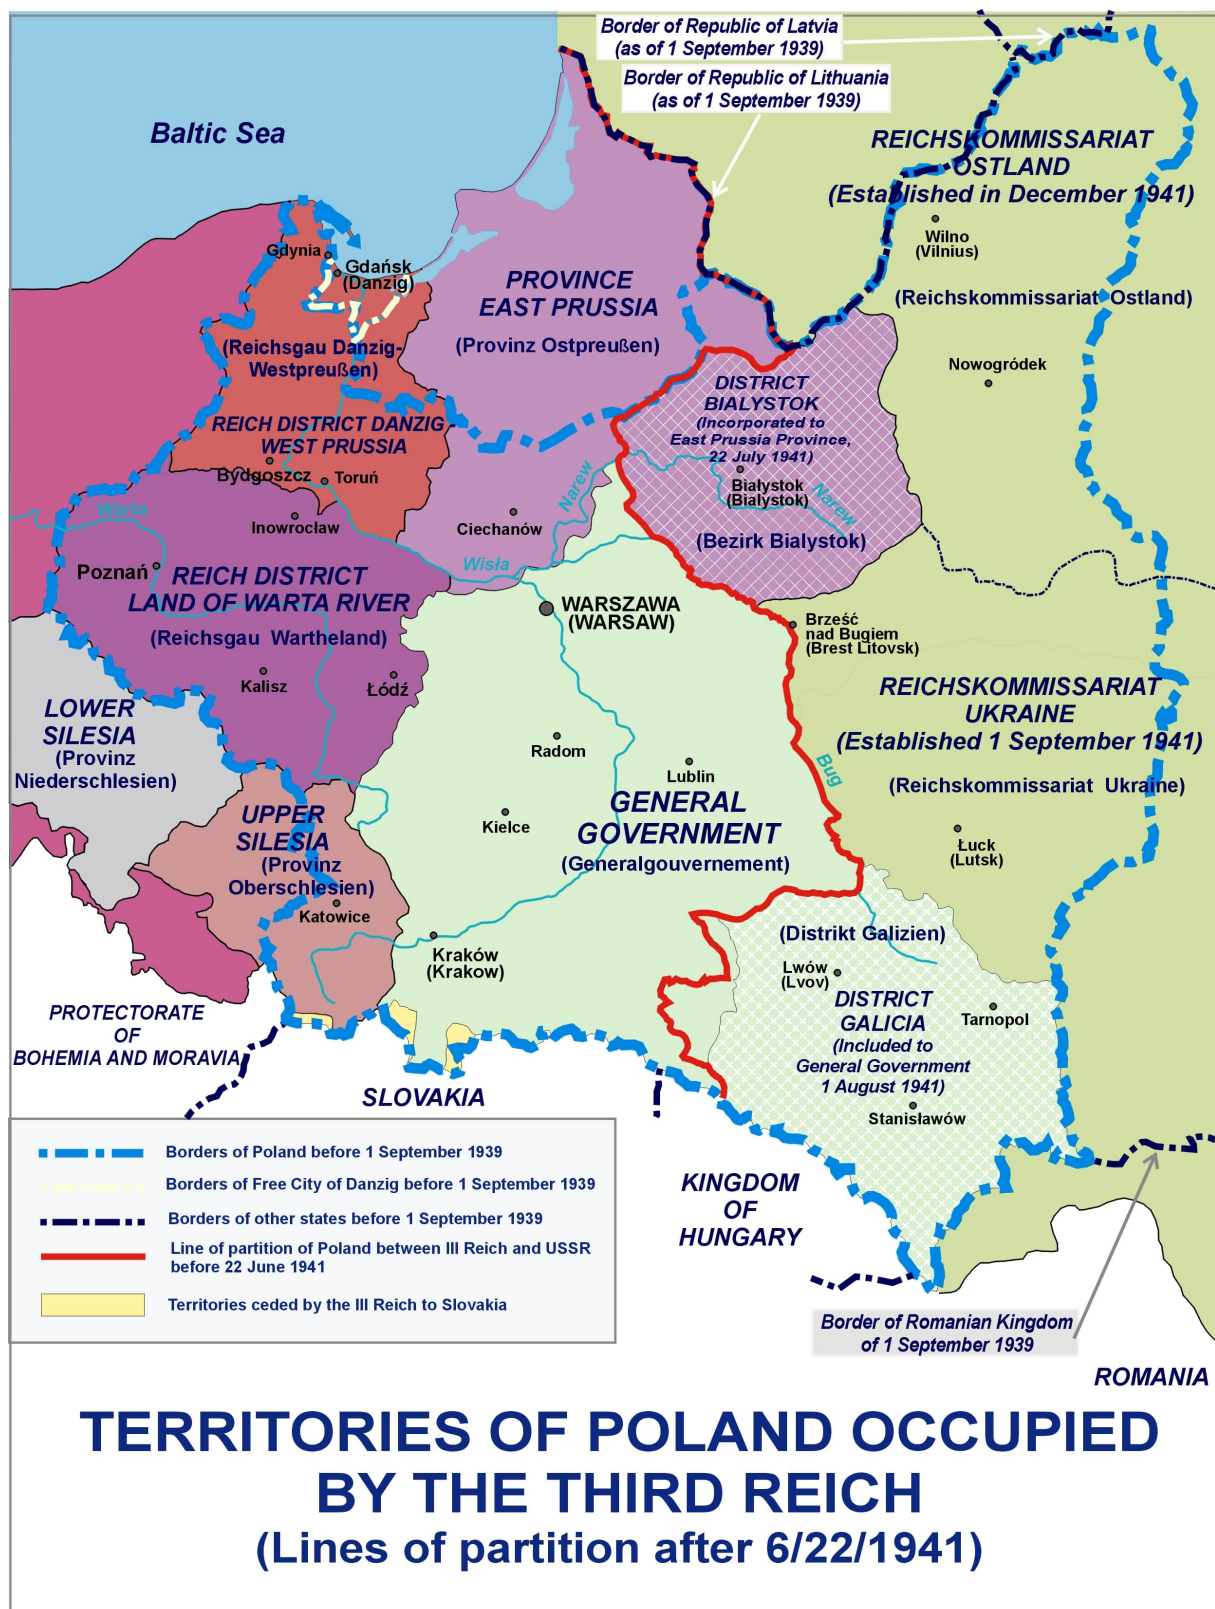 Border of Republic of Latvia
(as of 1 September 1939)
Border of Republic of Lithuania
(as of 1 September 1939)
Baltic Sea
REICHSKOMMISSARIAT
OSTLAND
(Established in December 1941)
Wilno
(Vilnius)
(Reichskommissariat Ostland)
Nowogródek
Gdynia
Gdańsk
(Danzig)
PROVINCE
EAST PRUSSIA
(Provinz Ostpreußen)
(Reichsgau Danzig-
Westpreußen)
REICH DISTRICT DANZIG-
WEST PRUSSIA
Bydgoszcz
Toruń
DISTRICT
BIALYSTOK
(Incorporated to
East Prussia Province,
22 July 1941)
Białystok
(Bialystok)
Narew
Narew
(Bezirk Bialystok)
Warta
Inowrocław
Ciechanów
Wisła
Poznań
REICH DISTRICT
LAND OF WARTA RIVER
(Reichsgau Wartheland)
WARSZAWA
(WARSAW)
Brześć
nad Bugiem
(Brest Litovsk)
Kalisz
Łódź
LOWER
SILESIA
(Provinz
Niederschlesien)
REICHSKOMMISSARIAT
UKRAINE
(Established 1 September 1941)
(Reichskommissariat Ukraine)
Radom
Lublin
Bug
GENERAL
GOVERNMENT
(Generalgouvernement)
Kielce
Łuck
(Lutsk)
UPPER
SILESIA
(Provinz
Oberschlesien)
Katowice
Kraków
(Krakow)
(Distrikt Galizien)
Lwów
(Lvov)
DISTRICT
GALICIA
(Included to
General Government
1 August 1941)
Tarnopol
Stanisławów
PROTECTORATE
OF
BOHEMIA AND MORAVIA
SLOVAKIA
KINGDOM
OF
HUNGARY
Borders of Poland before 1 September 1939
Borders of Free City of Danzig before 1 September 1939
Borders of other states before 1 September 1939
Line of partition of Poland between III Reich and USSR
before 22 June 1941
Territories ceded by the III Reich to Slovakia
Border of Romanian Kingdom
of 1 September 1939
ROMANIA
TERRITORIES OF POLAND OCCUPIED
BY THE THIRD REICH
(Lines of partition after 6/22/1941)